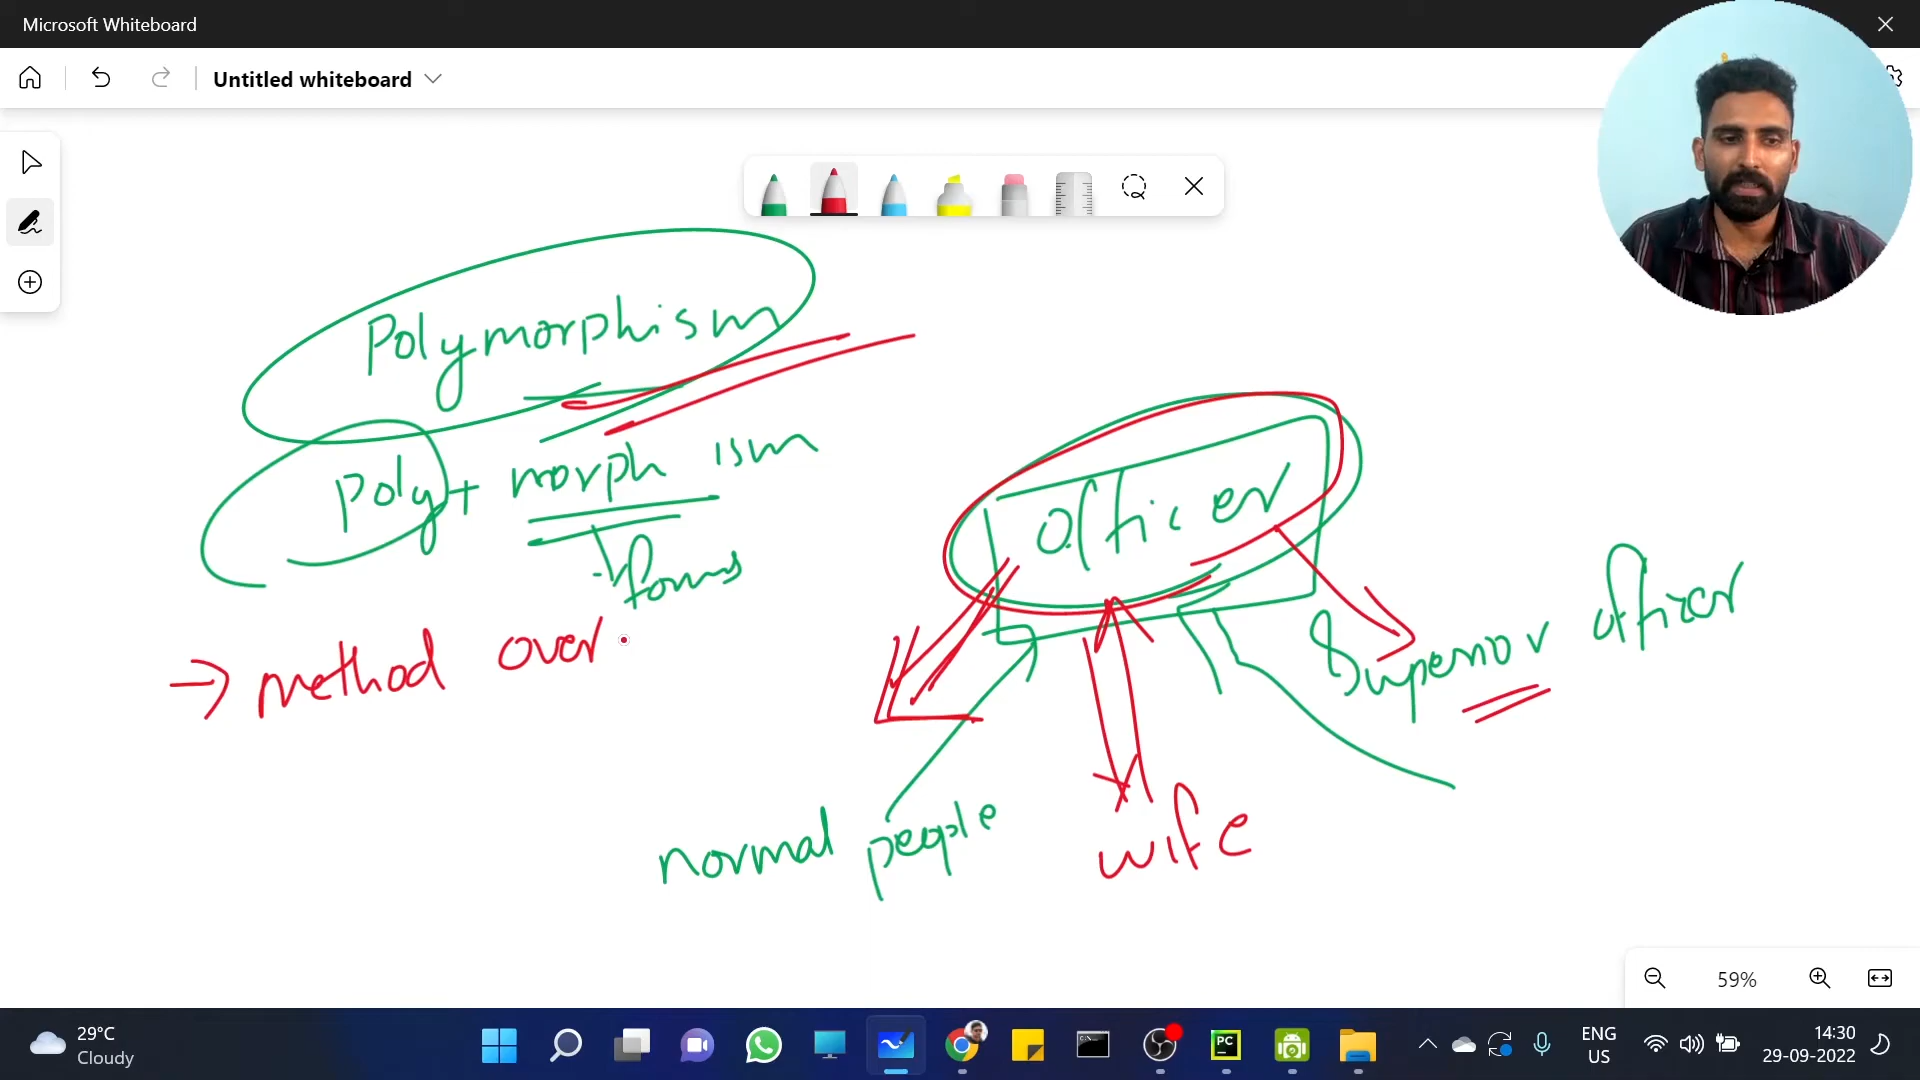 Microsoft Whiteboard
Untitled whiteboard
Polymorphism
Poly + morph ism
forms
→ method over
Officer
Superior officer
normal people
wife
59%
29°C
Cloudy
PC
ENG
US
14:30
29-09-2022